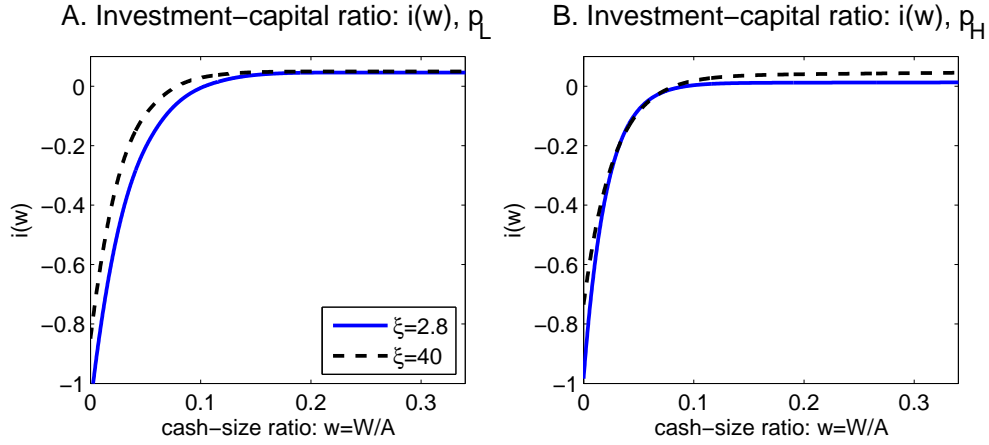 A. Investment−capital ratio: i(w), p_L
B. Investment−capital ratio: i(w), p_H
0
−0.2
−0.4
−0.6
−0.8
−1
i(w)
0 0.1 0.2 0.3
cash−size ratio: w=W/A
ξ=2.8
ξ=40
0
−0.2
−0.4
−0.6
−0.8
−1
i(w)
0 0.1 0.2 0.3
cash−size ratio: w=W/A